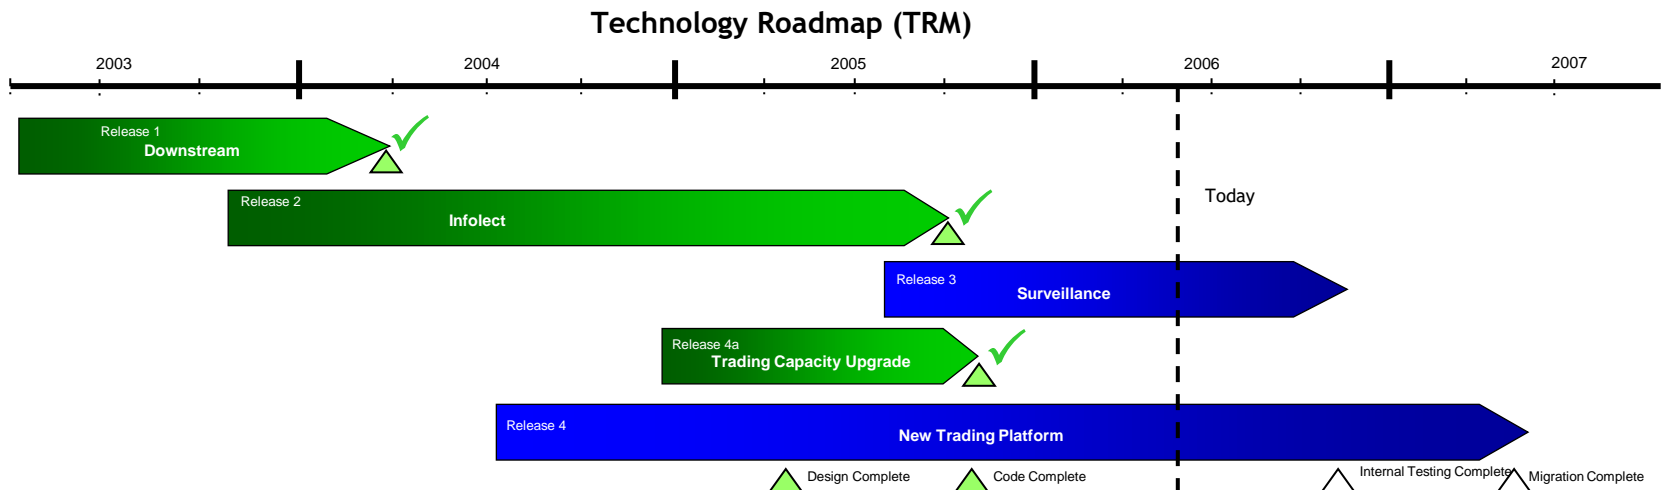 Technology Roadmap (TRM)
2003 2004 2005 2006 2007
Release 1
Downstream
Release 2
Infolect
Today
Release 3
Surveillance
Release 4a
Trading Capacity Upgrade
Release 4
New Trading Platform
Design Complete
Code Complete
Internal Testing Complete
Migration Complete